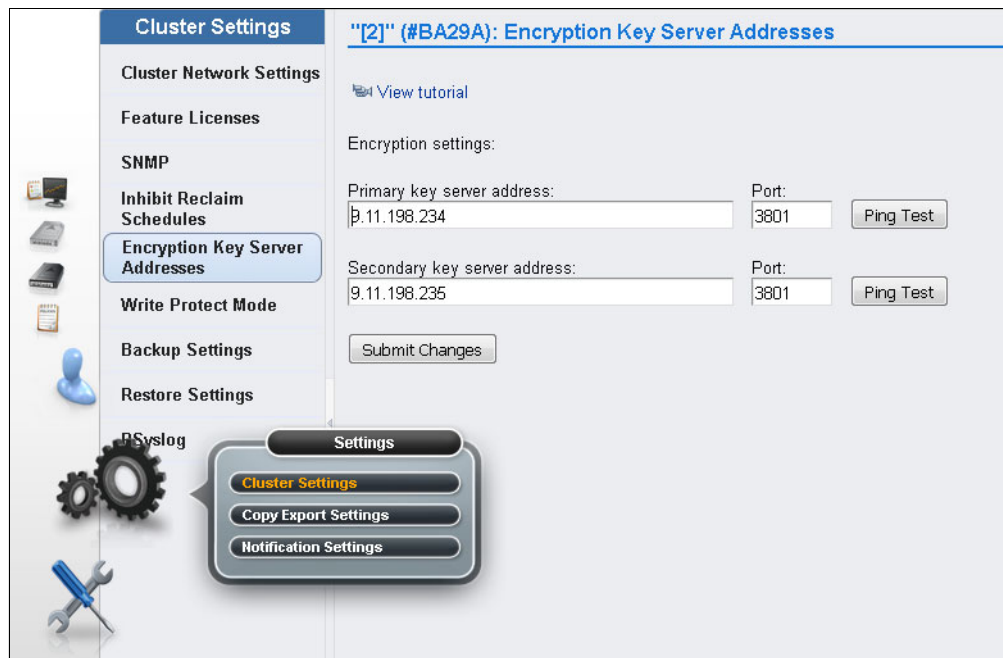 Cluster Settings
Cluster Network Settings
Feature Licenses
SNMP
Inhibit Reclaim
Schedules
Encryption Key Server
Addresses
Write Protect Mode
Backup Settings
Restore Settings
RSyslog
Settings
Cluster Settings
Copy Export Settings
Notification Settings
"[2]" (#BA29A): Encryption Key Server Addresses
View tutorial
Encryption settings:
Primary key server address: Port:
9.11.198.234 3801 Ping Test
Secondary key server address: Port:
9.11.198.235 3801 Ping Test
Submit Changes